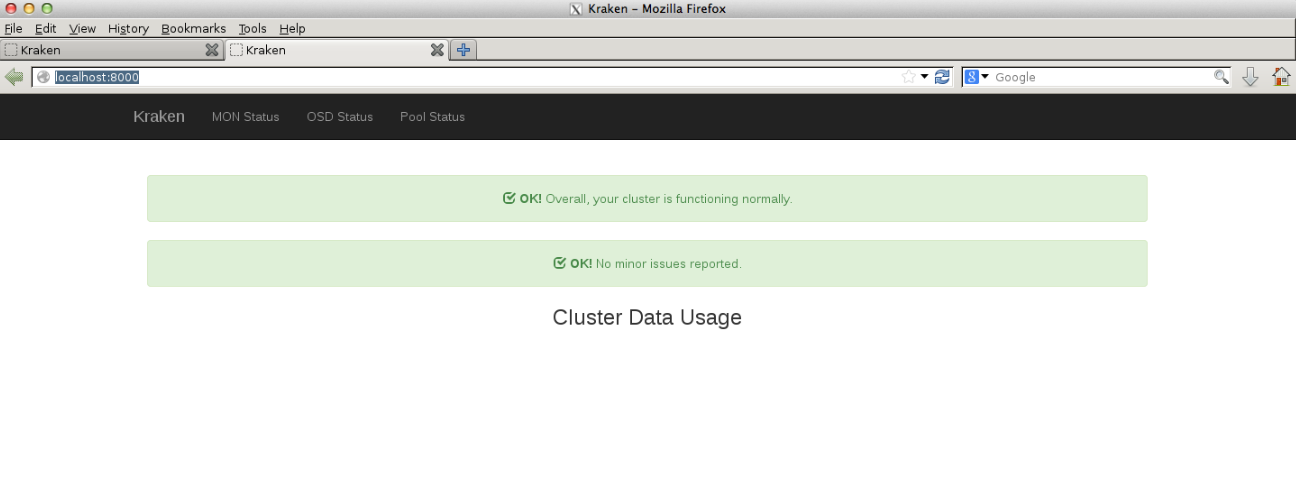 Kraken - Mozilla Firefox
File Edit View History Bookmarks Tools Help
Kraken Kraken
localhost:8000 Google
Kraken MON Status OSD Status Pool Status
OK! Overall, your cluster is functioning normally.
OK! No minor issues reported.
Cluster Data Usage